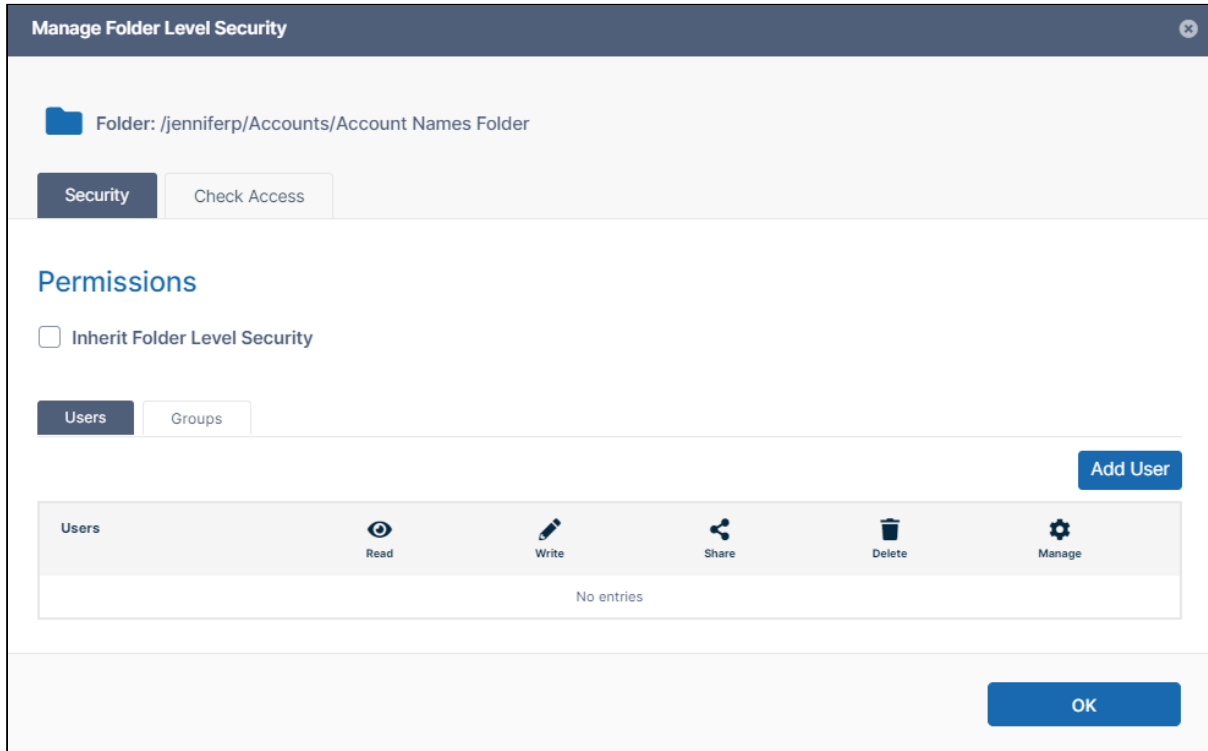 Manage Folder Level Security
Folder: /jenniferp/Accounts/Account Names Folder
Security Check Access
Permissions
Inherit Folder Level Security
Users Groups
Add User
Users Read Write Share Delete Manage
No entries
OK